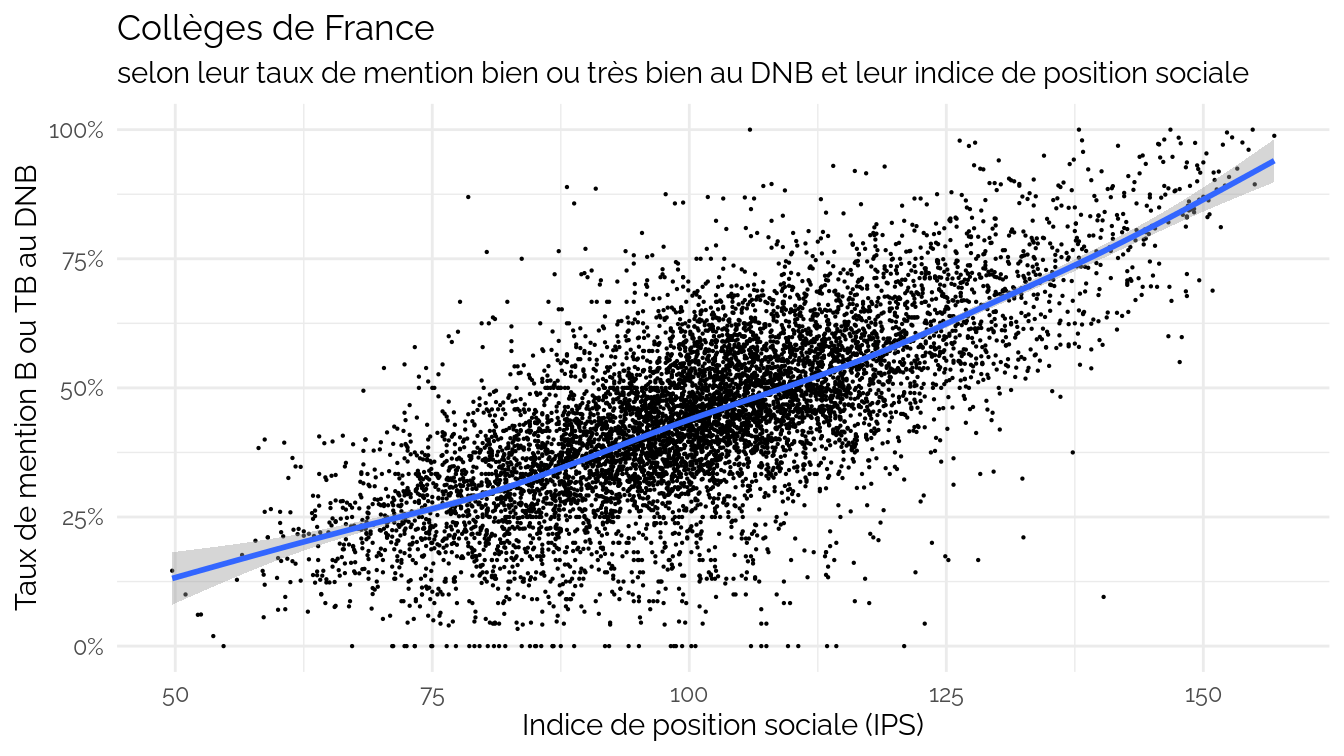 Collèges de France
selon leur taux de mention bien ou très bien au DNB et leur indice de position sociale
Taux de mention B ou TB au DNB
100%
75%
50%
25%
0%
50 75 100 125 150
Indice de position sociale (IPS)